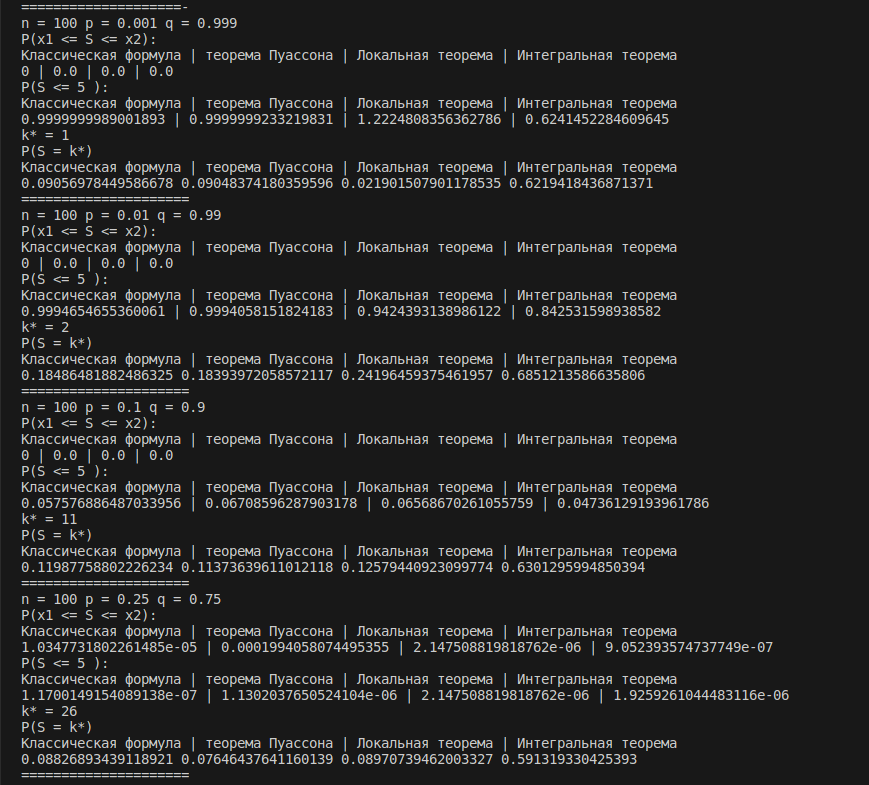 =====================-
n = 100 p = 0.001 q = 0.999
P(x1 <= S <= x2):
Классическая формула | теорема Пуассона | Локальная теорема | Интегральная теорема
0 | 0.0 | 0.0 | 0.0
P(S <= 5 ):
Классическая формула | теорема Пуассона | Локальная теорема | Интегральная теорема
0.9999999989001893 | 0.9999999233219831 | 1.2224808356362786 | 0.6241452284609645
k* = 1
P(S = k*)
Классическая формула | теорема Пуассона | Локальная теорема | Интегральная теорема
0.09056978449586678 0.09048374180359596 0.021901507901178535 0.6219418436871371
=====================
n = 100 p = 0.01 q = 0.99
P(x1 <= S <= x2):
Классическая формула | теорема Пуассона | Локальная теорема | Интегральная теорема
0 | 0.0 | 0.0 | 0.0
P(S <= 5 ):
Классическая формула | теорема Пуассона | Локальная теорема | Интегральная теорема
0.9994654655360061 | 0.9994058151824183 | 0.9424393138986122 | 0.842531598938582
k* = 2
P(S = k*)
Классическая формула | теорема Пуассона | Локальная теорема | Интегральная теорема
0.18486481882486325 0.18393972058572117 0.24196459375461957 0.6851213586635806
=====================
n = 100 p = 0.1 q = 0.9
P(x1 <= S <= x2):
Классическая формула | теорема Пуассона | Локальная теорема | Интегральная теорема
0 | 0.0 | 0.0 | 0.0
P(S <= 5 ):
Классическая формула | теорема Пуассона | Локальная теорема | Интегральная теорема
0.057576886487033956 | 0.06708596287903178 | 0.06568670261055759 | 0.04736129193961786
k* = 11
P(S = k*)
Классическая формула | теорема Пуассона | Локальная теорема | Интегральная теорема
0.11987758802226234 0.11373639611012118 0.12579440923099774 0.6301295994850394
=====================
n = 100 p = 0.25 q = 0.75
P(x1 <= S <= x2):
Классическая формула | теорема Пуассона | Локальная теорема | Интегральная теорема
1.0347731802261485e-05 | 0.0001994058074495355 | 2.147508819818762e-06 | 9.052393574737749e-07
P(S <= 5 ):
Классическая формула | теорема Пуассона | Локальная теорема | Интегральная теорема
1.1700149154089138e-07 | 1.1302037650524104e-06 | 2.147508819818762e-06 | 1.9259261044483116e-06
k* = 26
P(S = k*)
Классическая формула | теорема Пуассона | Локальная теорема | Интегральная теорема
0.08826893439118921 0.07646437641160139 0.08970739462003327 0.591319330425393
=====================